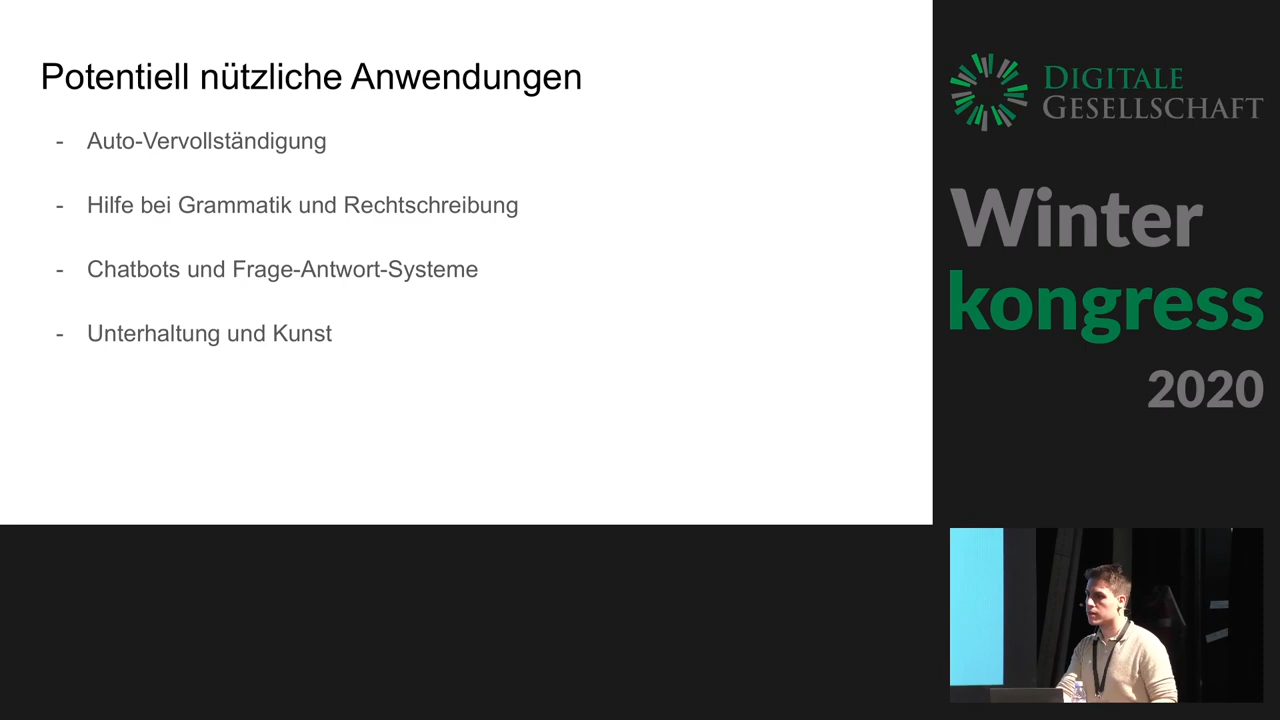 Potentiell nützliche Anwendungen
- Auto-Vervollständigung
- Hilfe bei Grammatik und Rechtschreibung
- Chatbots und Frage-Antwort-Systeme
- Unterhaltung und Kunst
DIGITALE
GESELLSCHAFT
Winter
kongress
2020